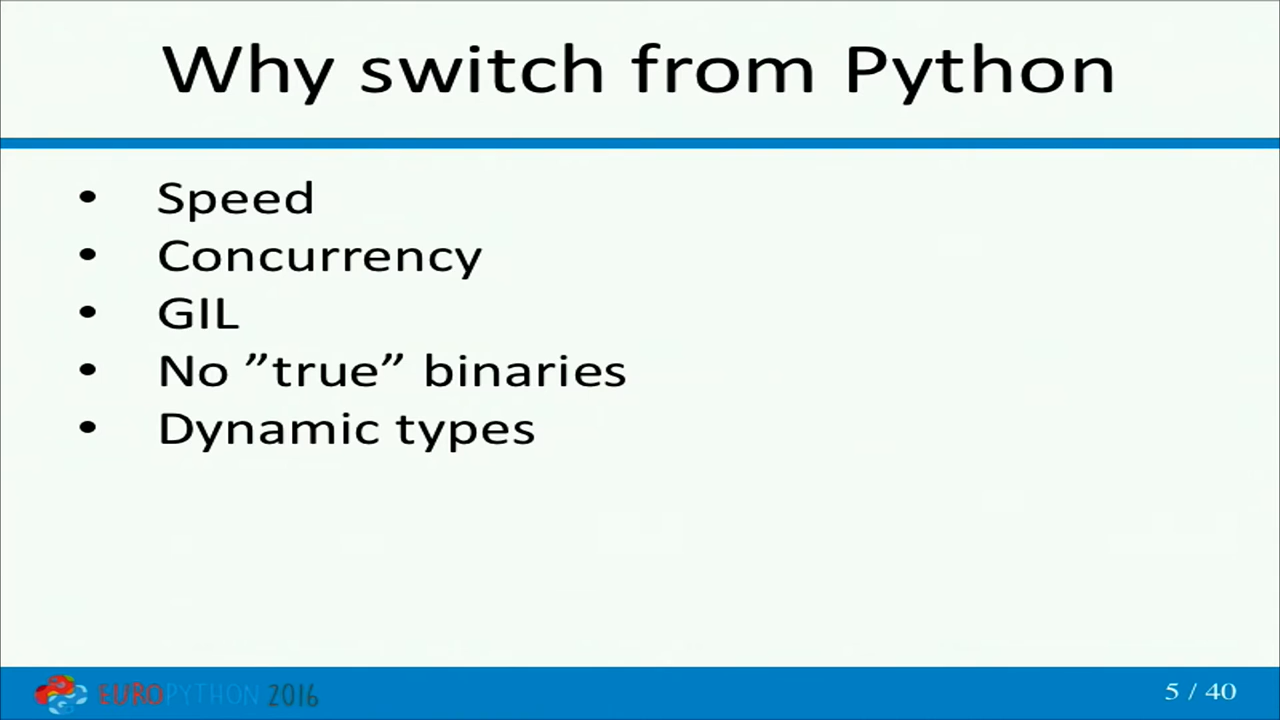 Why switch from Python
• Speed
• Concurrency
• GIL
• No ”true” binaries
• Dynamic types
EUROPYTHON 2016
5 / 40